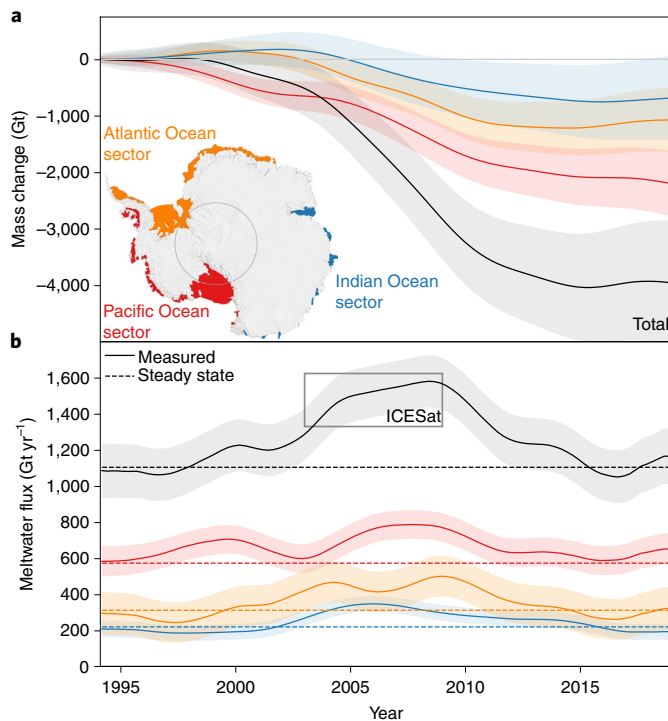 a
0
−1,000
−2,000
−3,000
−4,000
Mass change (Gt)
Atlantic Ocean
sector
Indian Ocean
sector
Pacific Ocean
sector
Total
b
Measured
Steady state
ICESat
1,600
1,400
1,200
1,000
800
600
400
200
0
Meltwater flux (Gt yr⁻¹)
1995
2000
2005
2010
2015
Year